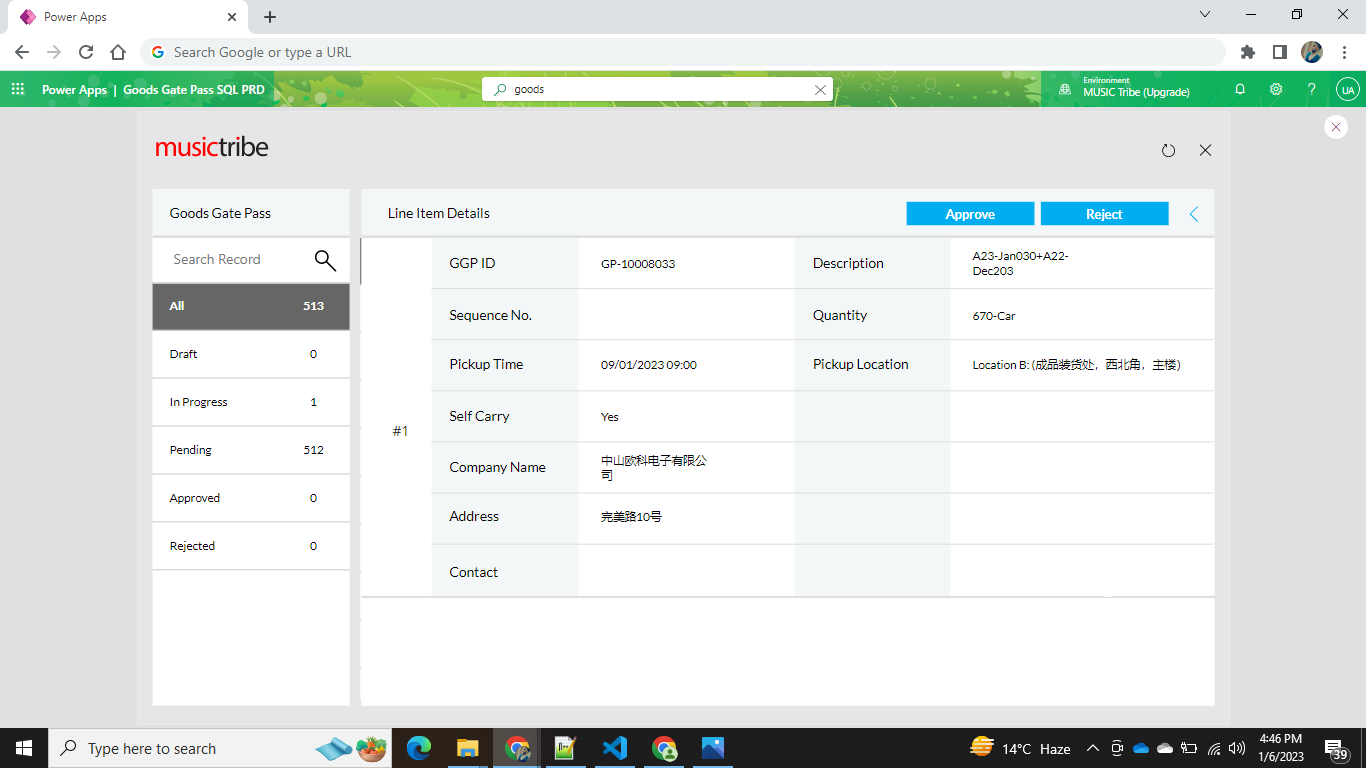 Power Apps
Search Google or type a URL
Power Apps | Goods Gate Pass SQL PRD
goods
Environment
MUSIC Tribe (Upgrade)
UA
musictribe
Goods Gate Pass
Line Item Details
Approve
Reject
Search Record
All 513
Draft 0
In Progress 1
Pending 512
Approved 0
Rejected 0
#1
GGP ID
GP-10008033
Description
A23-Jan030+A22-
Dec203
Sequence No.
Quantity
670-Car
Pickup Time
09/01/2023 09:00
Pickup Location
Location B: (成品装货处，西北角，主楼)
Self Carry
Yes
Company Name
中山欧科电子有限公
司
Address
完美路10号
Contact
Type here to search
14°C Haze
4:46 PM
1/6/2023
39